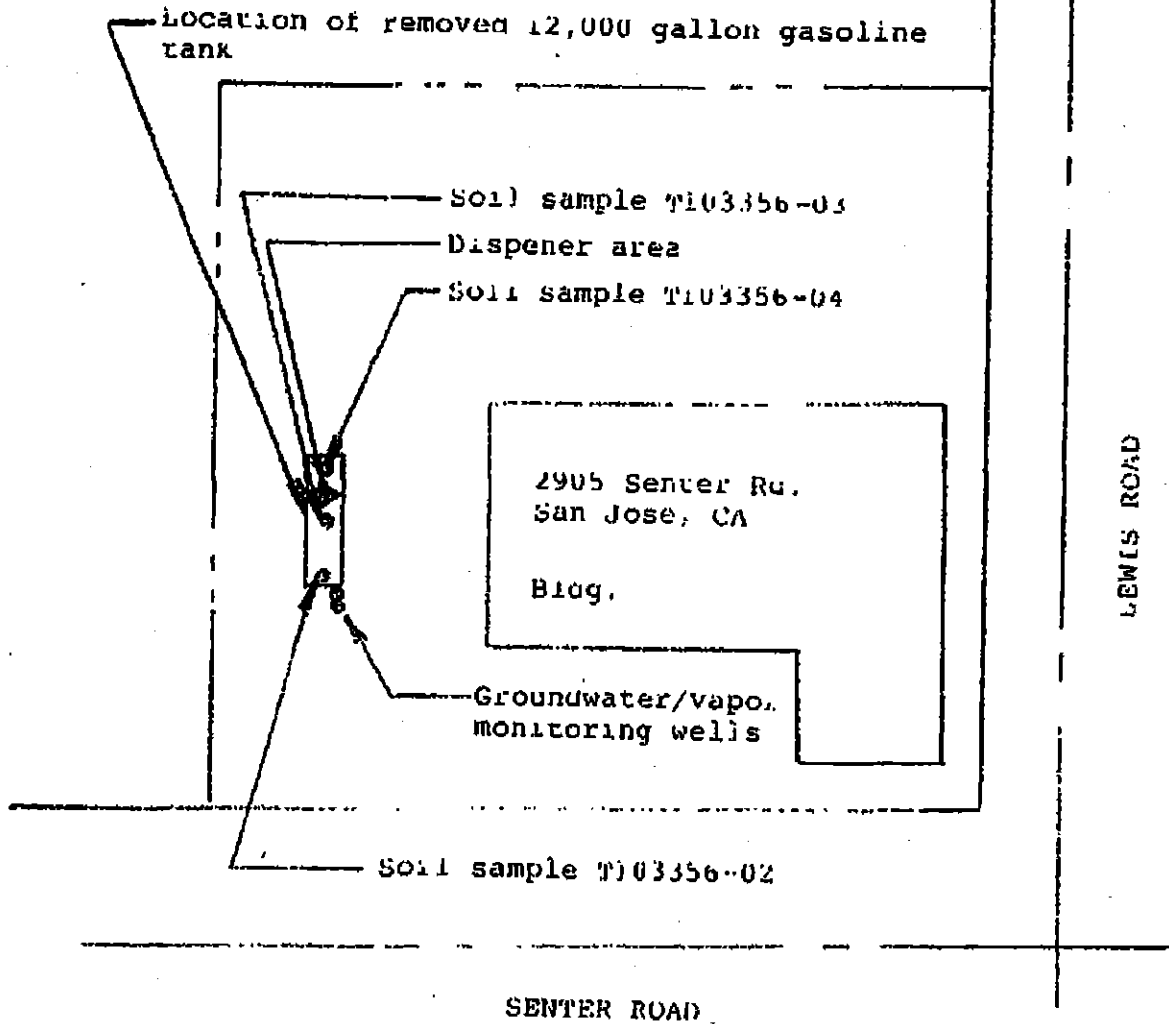 Location of removed 12,000 gallon gasoline
tank
Soil sample T103356-03
Dispener area
Soil sample T103356-04
2905 Senter Rd.
San Jose, CA
Bldg.
LEWIS ROAD
Groundwater/vapor
monitoring wells
Soil sample T103356-02
SENTER ROAD